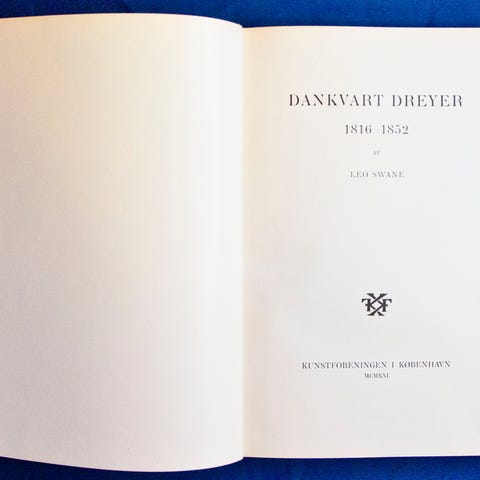 DANKVART DREYER
1816-1852
AF
LEO SWANE
KUNSTFORENINGEN I KØBENHAVN
MCMXXI